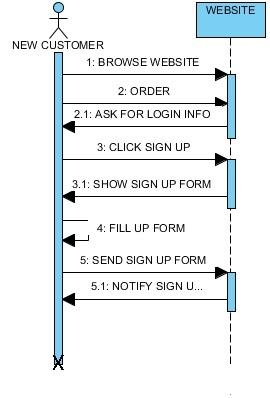 WEBSITE
NEW CUSTOMER
1: BROWSE WEBSITE
2: ORDER
2.1: ASK FOR LOGIN INFO
3: CLICK SIGN UP
3.1: SHOW SIGN UP FORM
4: FILL UP FORM
5: SEND SIGN UP FORM
5.1: NOTIFY SIGN U...